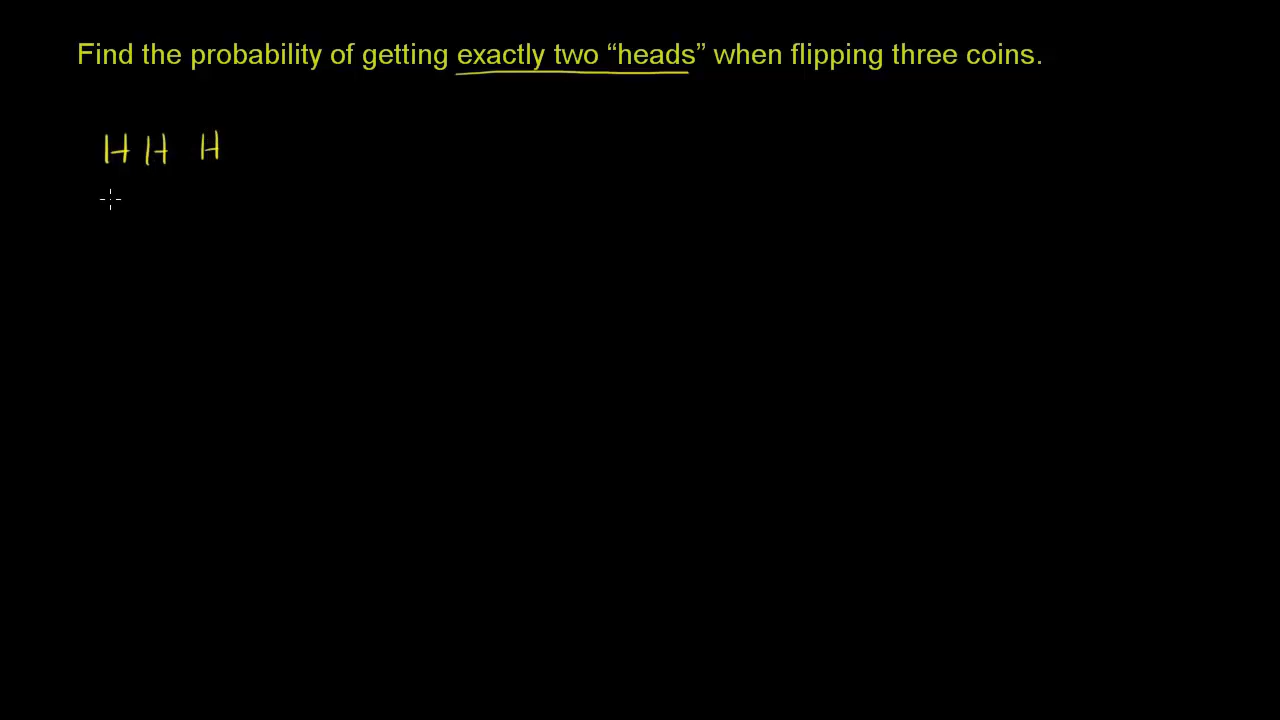 Find the probability of getting exactly two “heads” when flipping three coins.
H H H